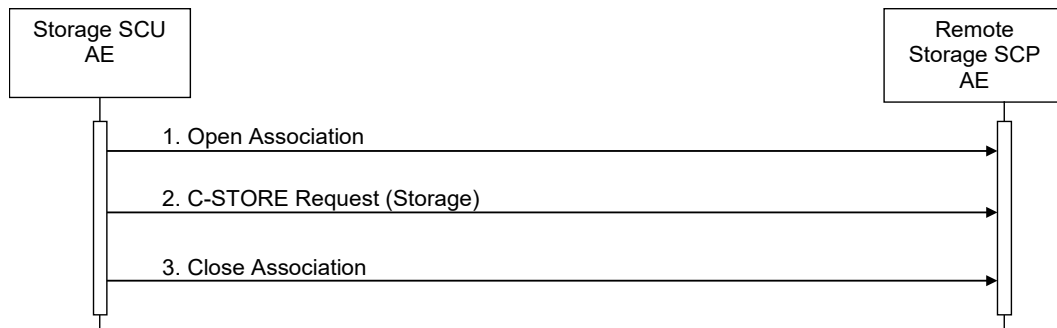 Storage SCU
AE
Remote
Storage SCP
AE
1. Open Association
2. C-STORE Request (Storage)
3. Close Association